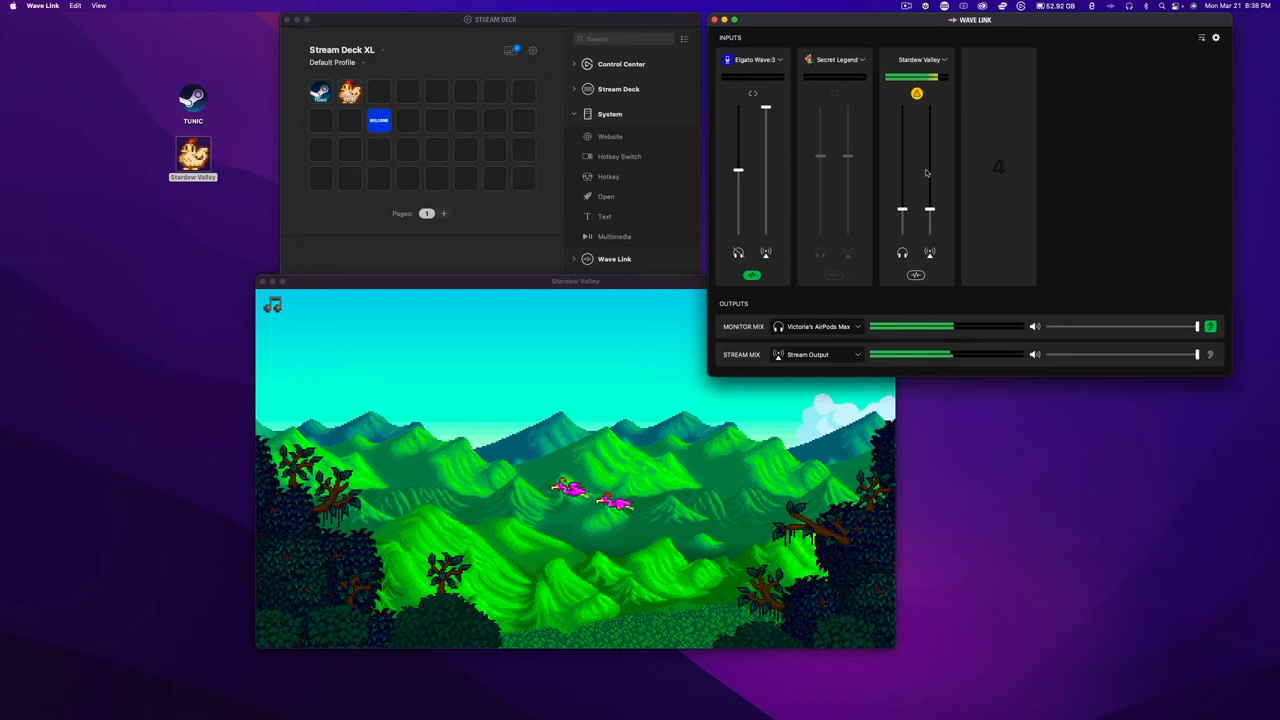 Wave Link Edit View
52.92 GB Mon Mar 21 8:38 PM
STREAM DECK
WAVE LINK
Stream Deck XL
Default Profile
TUNIC
WELCOME
Pages: 1 +
Search
Control Center
Stream Deck
System
Website
Hotkey Switch
Hotkey
Open
Text
Multimedia
Wave Link
TUNIC
Stardew Valley
INPUTS
Elgato Wave:3
Secret Legend
Stardew Valley
4
OUTPUTS
MONITOR MIX Victoria's AirPods Max
STREAM MIX Stream Output
Stardew Valley